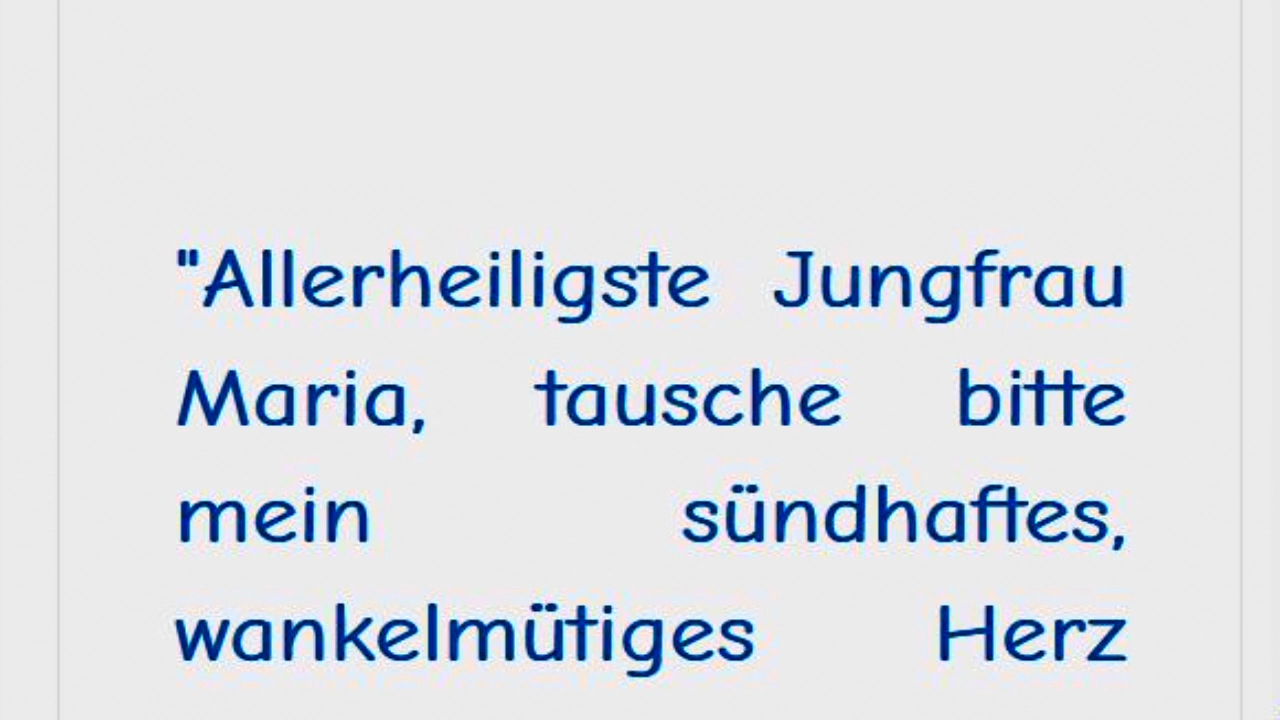 "Allerheiligste Jungfrau
Maria, tausche bitte
mein sündhaftes,
wankelmütiges Herz